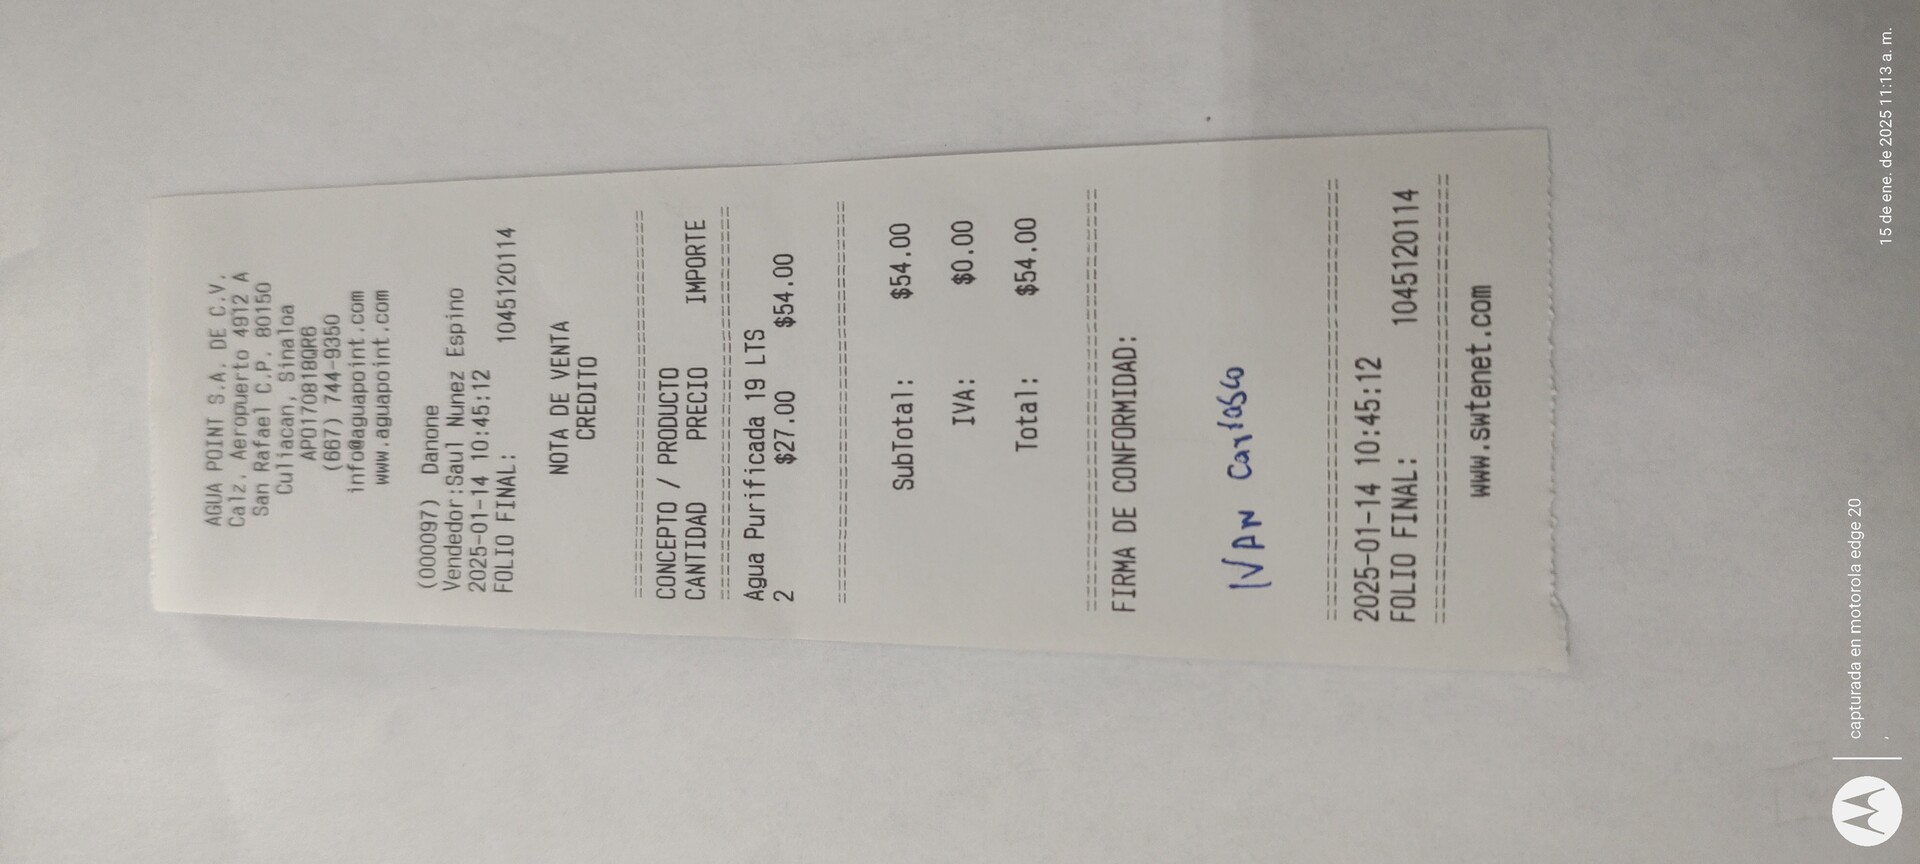 AGUA POINT S.A. DE C.V.
Calz. Aeropuerto 4912 A
San Rafael C.P. 80150
Culiacan, Sinaloa
APO170818QR6
(667) 744-9350
info@aguapoint.com
www.aguapoint.com
(000097) Danone
Vendedor:Saul Nunez Espino
2025-01-14 10:45:12
FOLIO FINAL: 1045120114
NOTA DE VENTA
CREDITO
==============================
CONCEPTO / PRODUCTO
CANTIDAD PRECIO IMPORTE
==============================
Agua Purificada 19 LTS
2 $27.00 $54.00
==============================
SubTotal: $54.00
IVA: $0.00
Total: $54.00
==============================
FIRMA DE CONFORMIDAD:
IVAN Carrasco
==============================
2025-01-14 10:45:12
FOLIO FINAL: 1045120114
==============================
www.swtenet.com
capturada en motorola edge 20
,
15 de ene. de 2025 11:13 a. m.